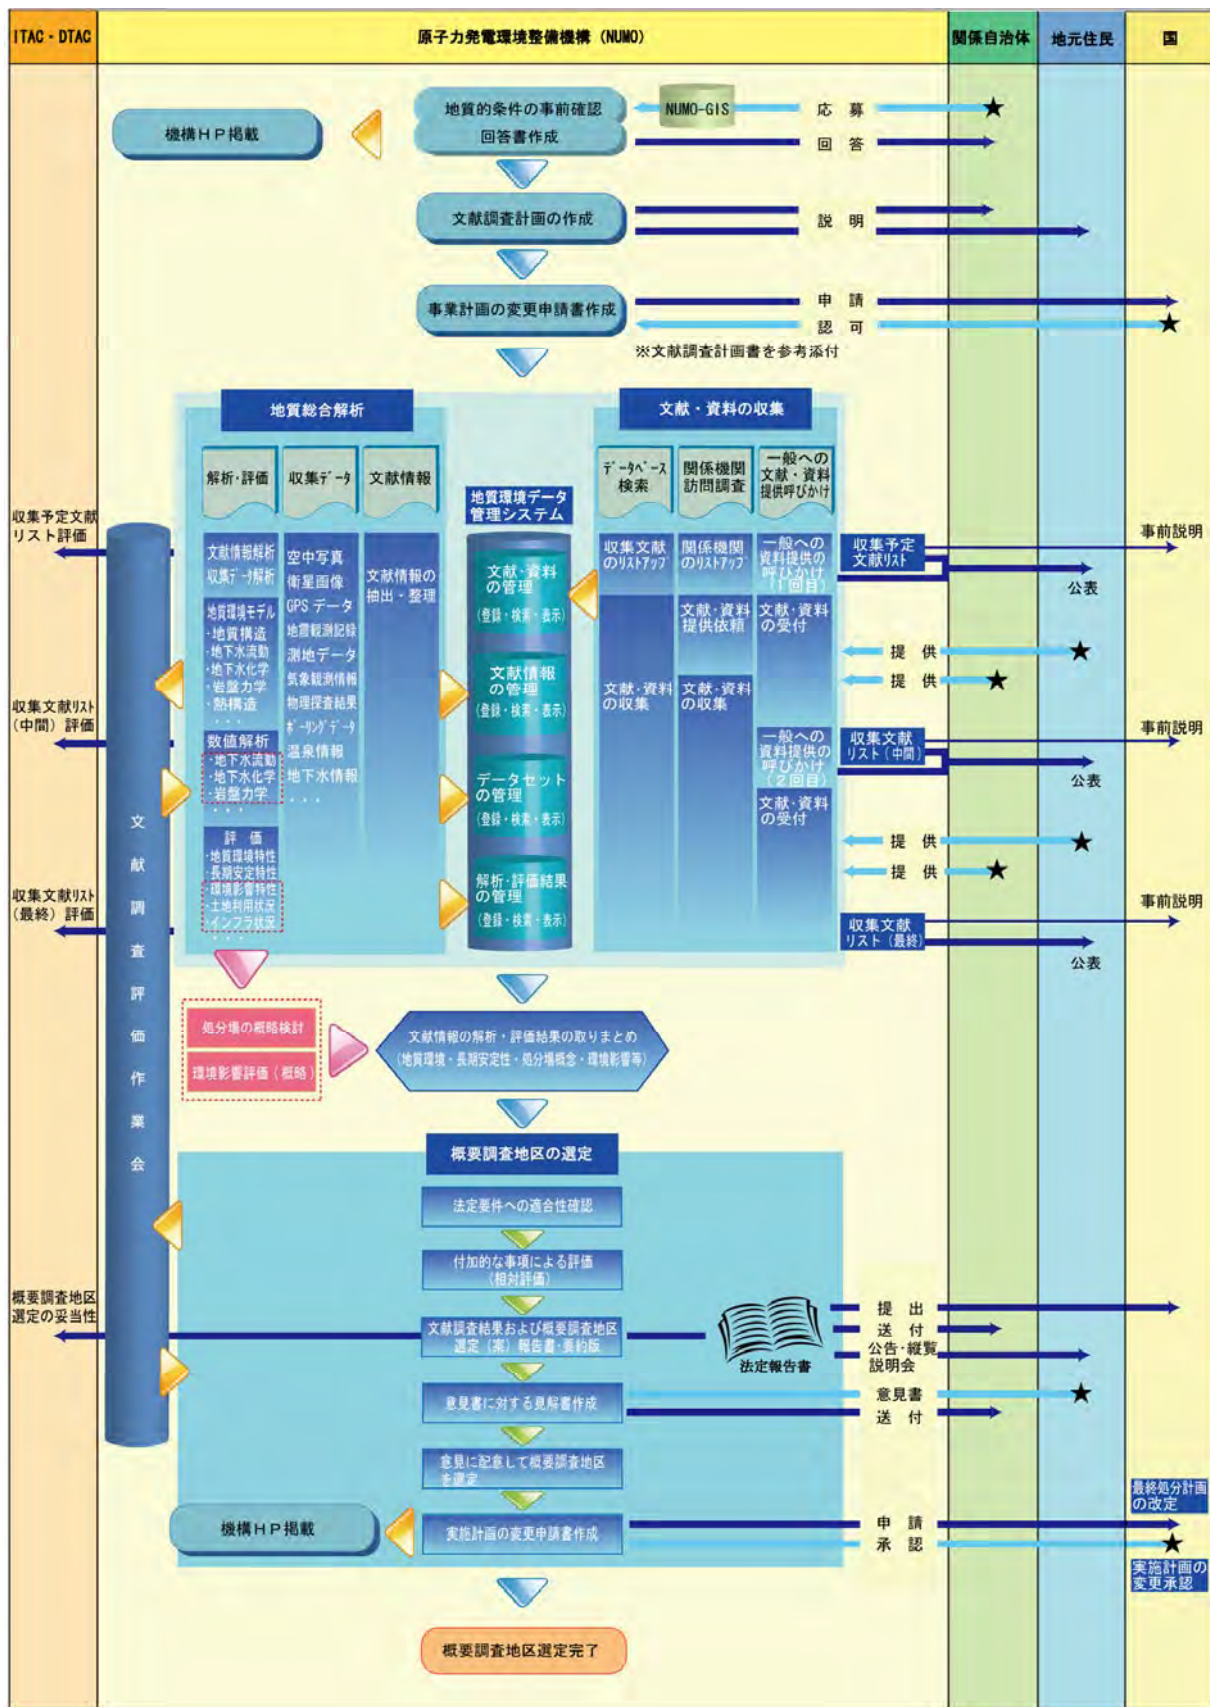 ITAC・DTAC
原子力発電環境整備機構（NUMO）
関係自治体
地元住民
国
地質的条件の事前確認
回答書作成
NUMO-GIS
応 募
回 答
機構HP掲載
文献調査計画の作成
説 明
事業計画の変更申請書作成
申 請
認 可
※文献調査計画書を参考添付
地質総合解析
文献・資料の収集
解析・評価
収集データ
文献情報
地質環境データ
管理システム
データベース
検索
関係機関
訪問調査
一般への
文献・資料
提供呼びかけ
収集予定文献
リスト評価
文献情報解析
収集データ解析
地質環境モデル
・地質構造
・地下水流動
・地下水化学
・岩盤力学
・熱構造
・・・
数値解析
・地下水流動
・地下水化学
・岩盤力学
・・・
評 価
・地質環境特性
・長期安定特性
・環境影響特性
・土地利用状況
・インフラ状況
・・・
空中写真
衛星画像
GPSデータ
地震観測記録
測地データ
気象観測情報
物理探査結果
ボーリングデータ
温泉情報
地下水情報
・・・
文献情報の
抽出・整理
文献・資料
の管理
（登録・検索・表示）
文献情報
の管理
（登録・検索・表示）
データセット
の管理
（登録・検索・表示）
解析・評価結果
の管理
（登録・検索・表示）
収集文献
のリストアップ
文献・資料
の収集
関係機関
のリストアップ
文献・資料
提供依頼
文献・資料
の収集
一般への
資料提供の
呼びかけ
（1回目）
文献・資料
の受付
一般への
資料提供の
呼びかけ
（2回目）
文献・資料
の受付
収集予定
文献リスト
事前説明
公表
提 供
提 供
収集文献リスト
（中間）評価
収集文献
リスト（中間）
事前説明
公表
提 供
提 供
収集文献リスト
（最終）評価
収集文献
リスト（最終）
事前説明
公表
文献調査評価作業会
処分場の概略検討
環境影響評価（概略）
文献情報の解析・評価結果の取りまとめ
（地質環境・長期安定性・処分場概念・環境影響等）
概要調査地区の選定
法定要件への適合性確認
付加的な事項による評価
（相対評価）
概要調査地区
選定の妥当性
文献調査結果および概要調査地区
選定（案）報告書・要約版
法定報告書
提 出
送 付
公告・縦覧
説明会
意見書に対する見解書作成
意見書
送 付
意見に配意して概要調査地区
を選定
機構HP掲載
実施計画の変更申請書作成
申 請
承 認
最終処分計画
の改定
実施計画の
変更承認
概要調査地区選定完了